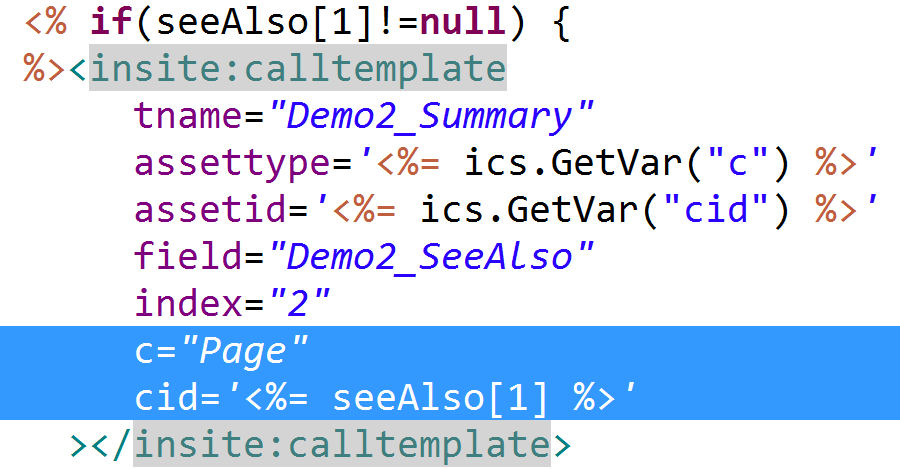 <% if(seeAlso[1]!=null) {
%><insite:calltemplate
tname="Demo2_Summary"
assettype='<%= ics.GetVar("c") %>'
assetid='<%= ics.GetVar("cid") %>'
field="Demo2_SeeAlso"
index="2"
c="Page"
cid='<%= seeAlso[1] %>'
></insite:calltemplate>